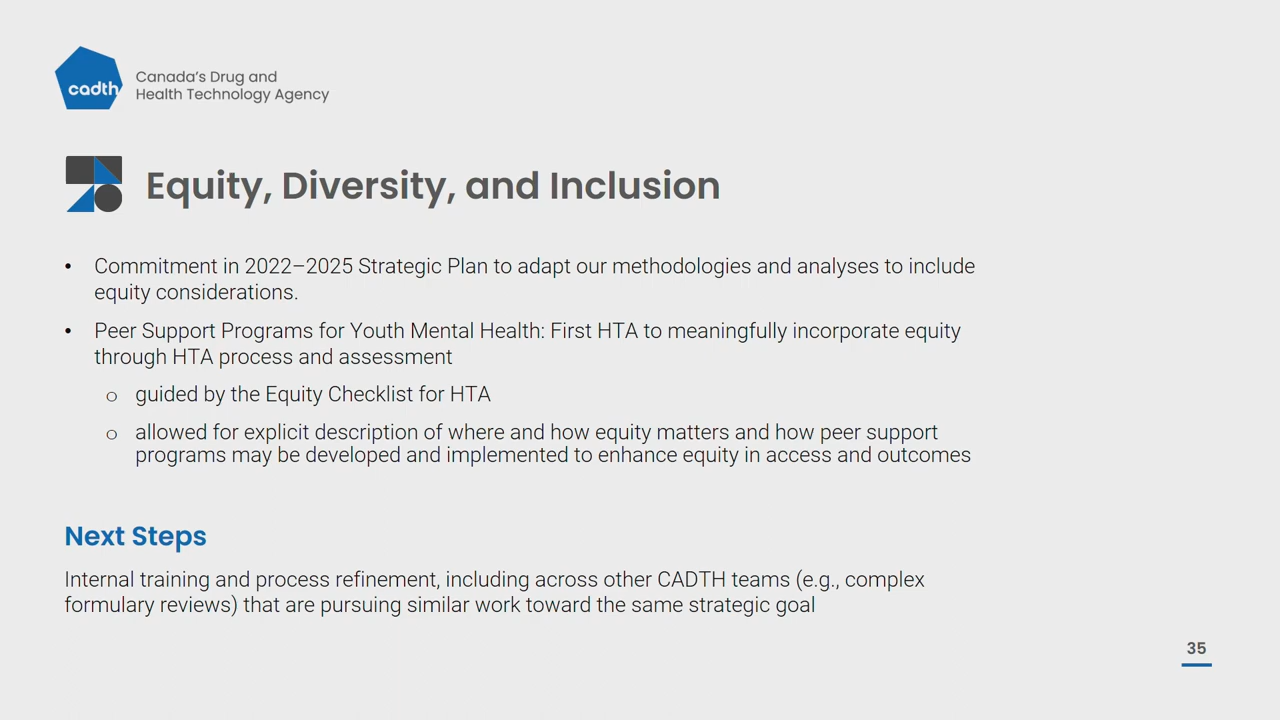 cadth
Canada's Drug and
Health Technology Agency
Equity, Diversity, and Inclusion
• Commitment in 2022–2025 Strategic Plan to adapt our methodologies and analyses to include
equity considerations.
• Peer Support Programs for Youth Mental Health: First HTA to meaningfully incorporate equity
through HTA process and assessment
o guided by the Equity Checklist for HTA
o allowed for explicit description of where and how equity matters and how peer support
programs may be developed and implemented to enhance equity in access and outcomes
Next Steps
Internal training and process refinement, including across other CADTH teams (e.g., complex
formulary reviews) that are pursuing similar work toward the same strategic goal
35